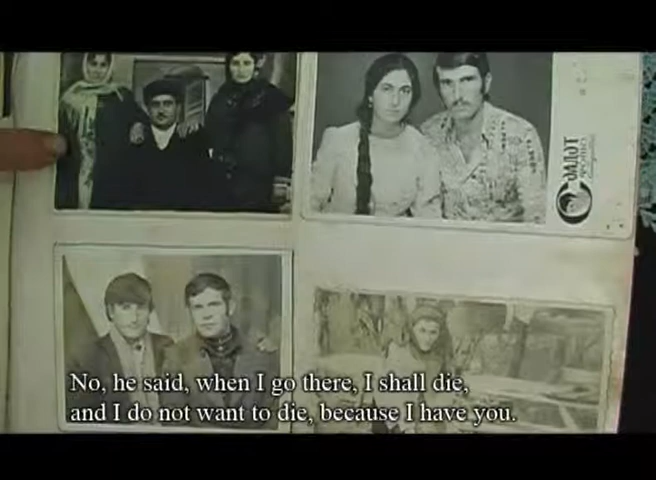 No, he said, when I go there, I shall die,
and I do not want to die, because I have you.